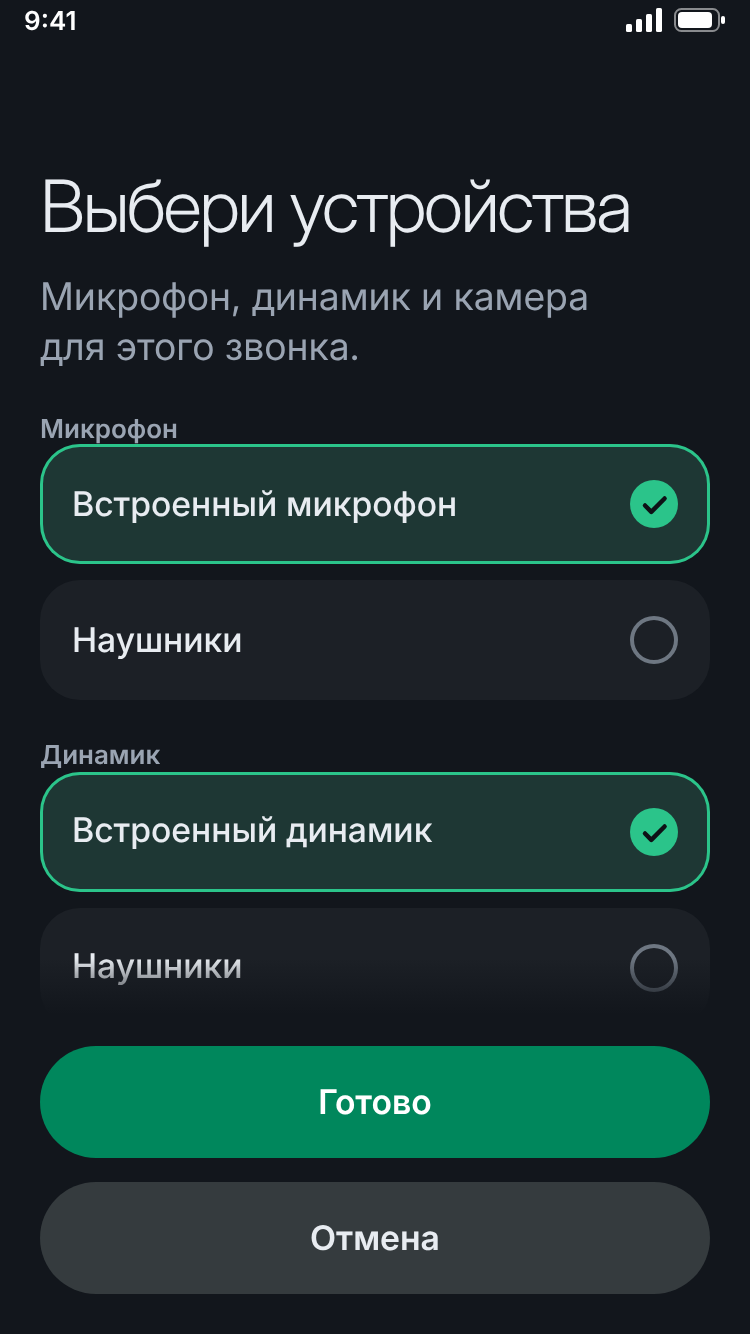 9:41
Выбери устройства
Микрофон, динамик и камера
для этого звонка.
Микрофон
Встроенный микрофон
Наушники
Динамик
Встроенный динамик
Наушники
Готово
Отмена